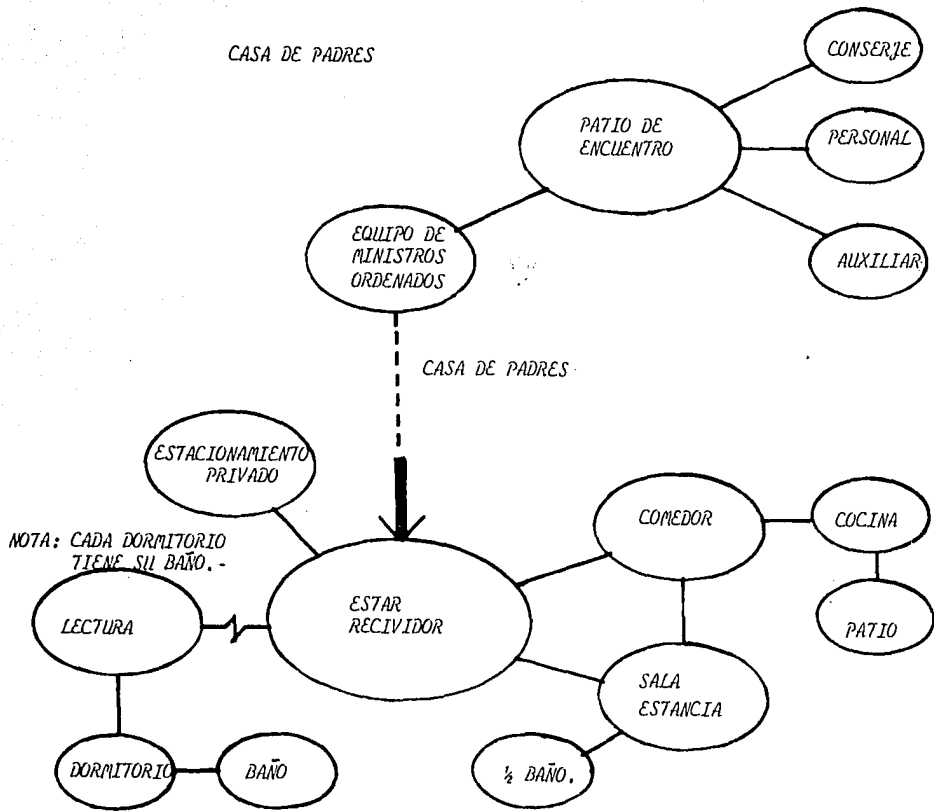 CASA DE PADRES
CONSERJE
PATIO DE
ENCUENTRO
PERSONAL
EQUIPO DE
MINISTROS
ORDENADOS
AUXILIAR
CASA DE PADRES
ESTACIONAMIENTO
PRIVADO
COMEDOR
COCINA
NOTA: CADA DORMITORIO
TIENE SU BAÑO.-
LECTURA
ESTAR
RECIVIDOR
PATIO
SALA
ESTANCIA
DORMITORIO
BAÑO
½ BAÑO.